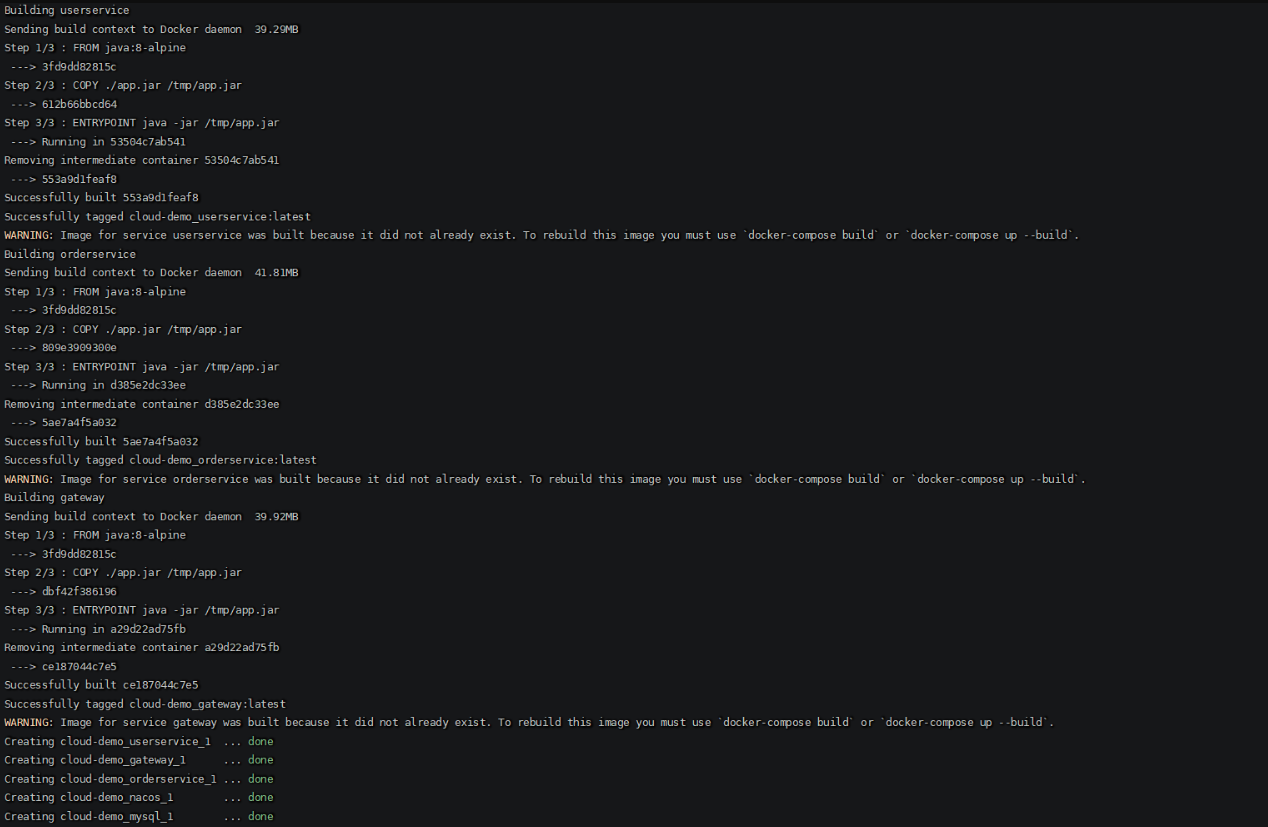 Building userservice
Sending build context to Docker daemon  39.29MB
Step 1/3 : FROM java:8-alpine
 ---> 3fd9dd82815c
Step 2/3 : COPY ./app.jar /tmp/app.jar
 ---> 612b66bbcd64
Step 3/3 : ENTRYPOINT java -jar /tmp/app.jar
 ---> Running in 53504c7ab541
Removing intermediate container 53504c7ab541
 ---> 553a9d1feaf8
Successfully built 553a9d1feaf8
Successfully tagged cloud-demo_userservice:latest
WARNING: Image for service userservice was built because it did not already exist. To rebuild this image you must use `docker-compose build` or `docker-compose up --build`.
Building orderservice
Sending build context to Docker daemon  41.81MB
Step 1/3 : FROM java:8-alpine
 ---> 3fd9dd82815c
Step 2/3 : COPY ./app.jar /tmp/app.jar
 ---> 809e3909300e
Step 3/3 : ENTRYPOINT java -jar /tmp/app.jar
 ---> Running in d385e2dc33ee
Removing intermediate container d385e2dc33ee
 ---> 5ae7a4f5a032
Successfully built 5ae7a4f5a032
Successfully tagged cloud-demo_orderservice:latest
WARNING: Image for service orderservice was built because it did not already exist. To rebuild this image you must use `docker-compose build` or `docker-compose up --build`.
Building gateway
Sending build context to Docker daemon  39.92MB
Step 1/3 : FROM java:8-alpine
 ---> 3fd9dd82815c
Step 2/3 : COPY ./app.jar /tmp/app.jar
 ---> dbf42f386196
Step 3/3 : ENTRYPOINT java -jar /tmp/app.jar
 ---> Running in a29d22ad75fb
Removing intermediate container a29d22ad75fb
 ---> ce187044c7e5
Successfully built ce187044c7e5
Successfully tagged cloud-demo_gateway:latest
WARNING: Image for service gateway was built because it did not already exist. To rebuild this image you must use `docker-compose build` or `docker-compose up --build`.
Creating cloud-demo_userservice_1  ... done
Creating cloud-demo_gateway_1      ... done
Creating cloud-demo_orderservice_1 ... done
Creating cloud-demo_nacos_1        ... done
Creating cloud-demo_mysql_1        ... done